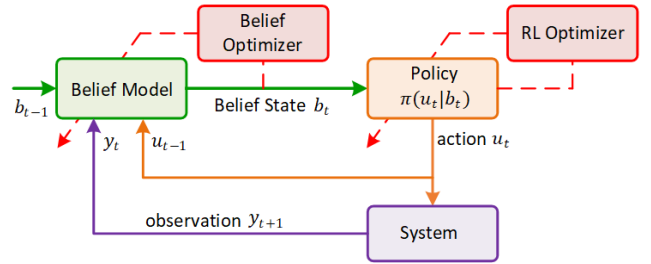 Belief
Optimizer
RL Optimizer
Belief Model
Policy
π(u_t|b_t)
b_{t-1}
Belief State b_t
y_t
u_{t-1}
action u_t
observation y_{t+1}
System